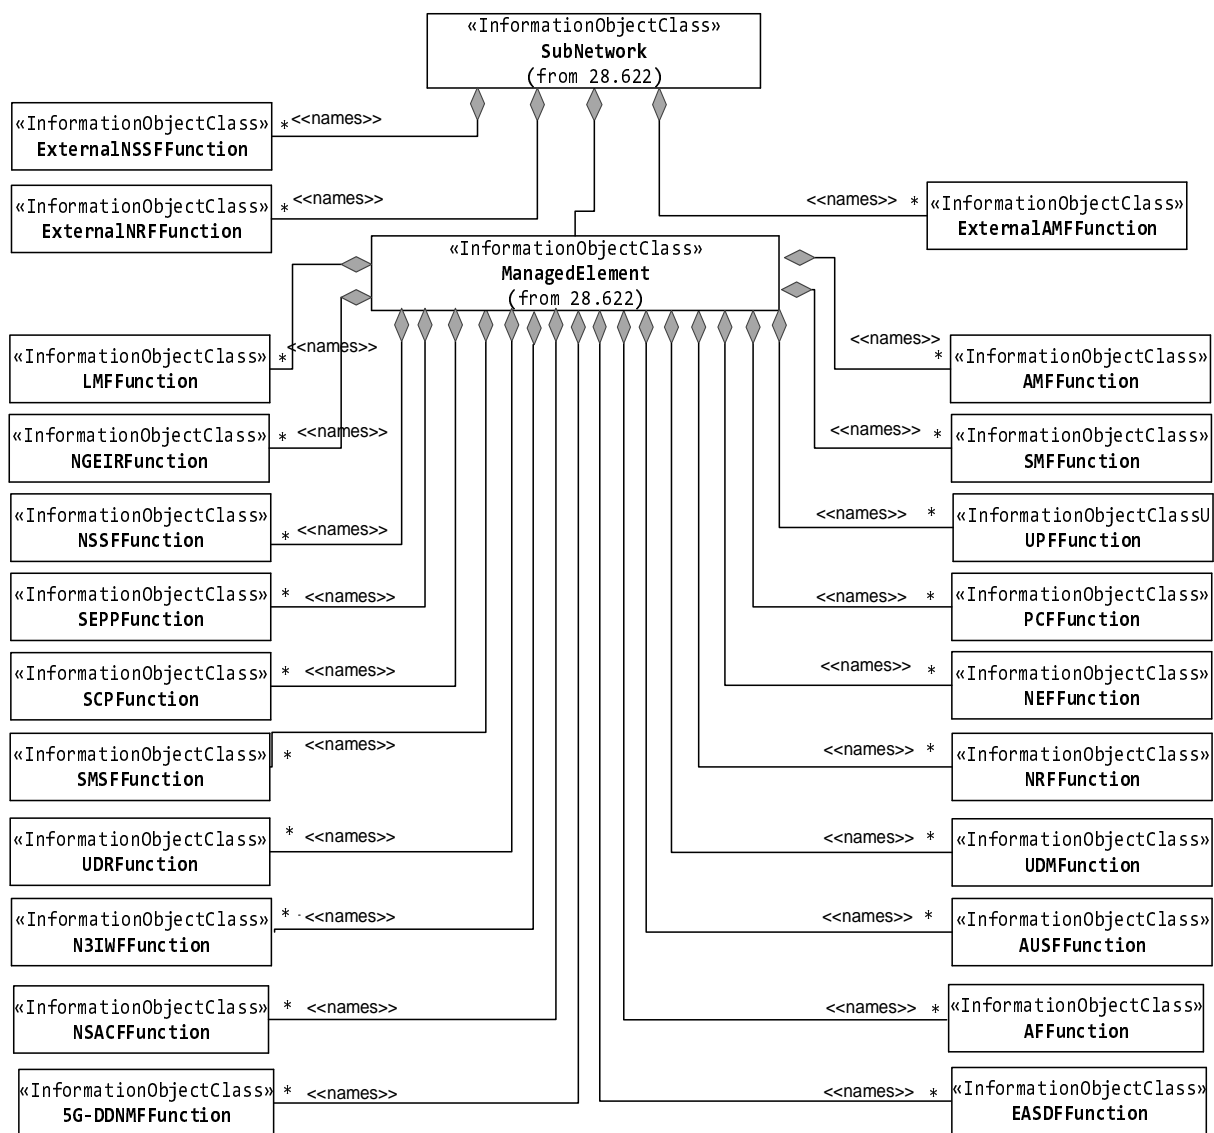 «InformationObjectClass»
SubNetwork
(from 28.622)
«InformationObjectClass»
ExternalNSSFFunction
* <<names>>
«InformationObjectClass»
ExternalNRFFunction
* <<names>>
<<names>> *
«InformationObjectClass»
ExternalAMFFunction
«InformationObjectClass»
ManagedElement
(from 28.622)
«InformationObjectClass»
LMFFunction
* <<names>>
<<names>> *
«InformationObjectClass»
AMFFunction
«InformationObjectClass»
NGEIRFunction
* <<names>>
<<names>> *
«InformationObjectClass»
SMFFunction
«InformationObjectClass»
NSSFFunction
* <<names>>
<<names>> *
«InformationObjectClassU
UPFFunction
«InformationObjectClass»
SEPPFunction
* <<names>>
<<names>> *
«InformationObjectClass»
PCFFunction
«InformationObjectClass»
SCPFunction
* <<names>>
<<names>> *
«InformationObjectClass»
NEFFunction
«InformationObjectClass»
SMSFFunction
* <<names>>
<<names>> *
«InformationObjectClass»
NRFFunction
«InformationObjectClass»
UDRFunction
* <<names>>
<<names>> *
«InformationObjectClass»
UDMFunction
«InformationObjectClass»
N3IWFFunction
* <<names>>
<<names>> *
«InformationObjectClass»
AUSFFunction
«InformationObjectClass»
NSACFFunction
* <<names>>
<<names>> *
«InformationObjectClass»
AFFunction
«InformationObjectClass»
5G-DDNMFFunction
* <<names>>
<<names>> *
«InformationObjectClass»
EASDFFunction